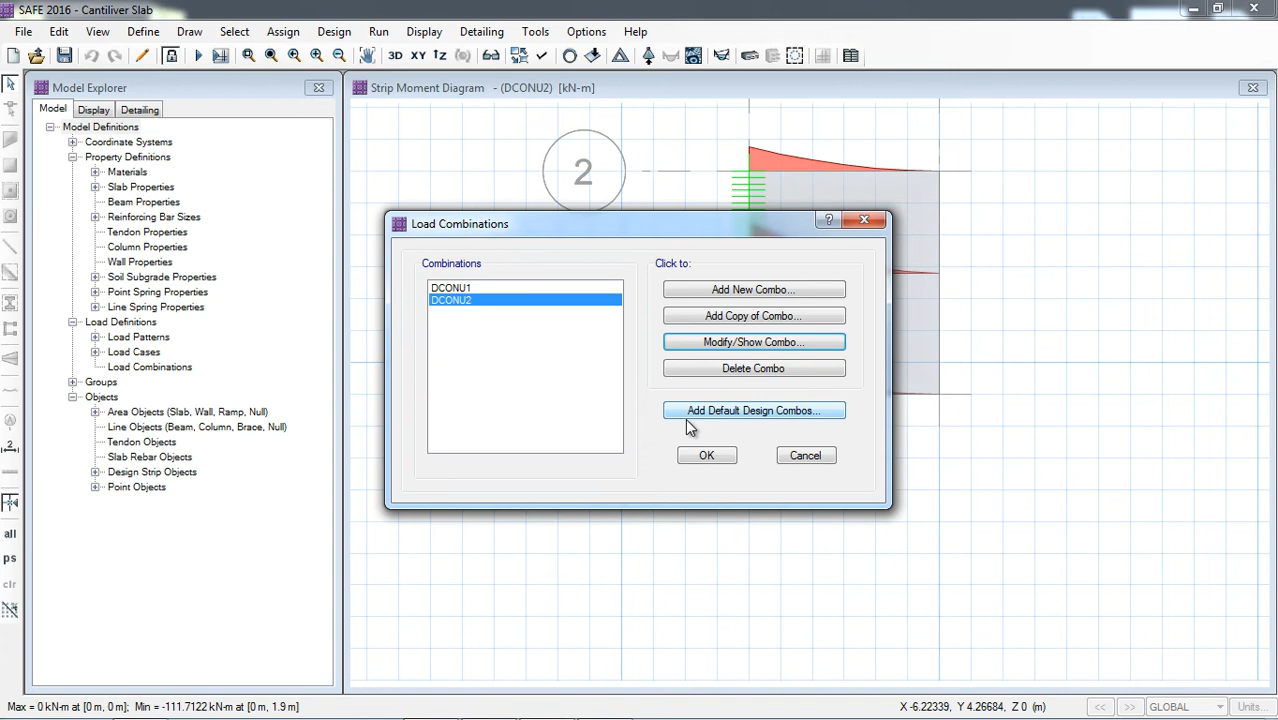 SAFE 2016 - Cantiliver Slab
File Edit View Define Draw Select Assign Design Run Display Detailing Tools Options Help
3D XY
Model Explorer
Strip Moment Diagram - (DCONU2) [kN-m]
Model Display Detailing
Model Definitions
Coordinate Systems
Property Definitions
Materials
Slab Properties
Beam Properties
Reinforcing Bar Sizes
Tendon Properties
Column Properties
Wall Properties
Soil Subgrade Properties
Point Spring Properties
Line Spring Properties
Load Definitions
Load Patterns
Load Cases
Load Combinations
Groups
Objects
Area Objects (Slab, Wall, Ramp, Null)
Line Objects (Beam, Column, Brace, Null)
Tendon Objects
Slab Rebar Objects
Design Strip Objects
Point Objects
2
all
ps
clr
2
Load Combinations
Combinations
DCONU1
DCONU2
Click to:
Add New Combo...
Add Copy of Combo...
Modify/Show Combo...
Delete Combo
Add Default Design Combos...
OK Cancel
Max = 0 kN-m at [0 m, 0 m]; Min = -111.7122 kN-m at [0 m, 1.9 m]
X -6.22339, Y 4.26684, Z 0 (m)
<< >> GLOBAL Units...